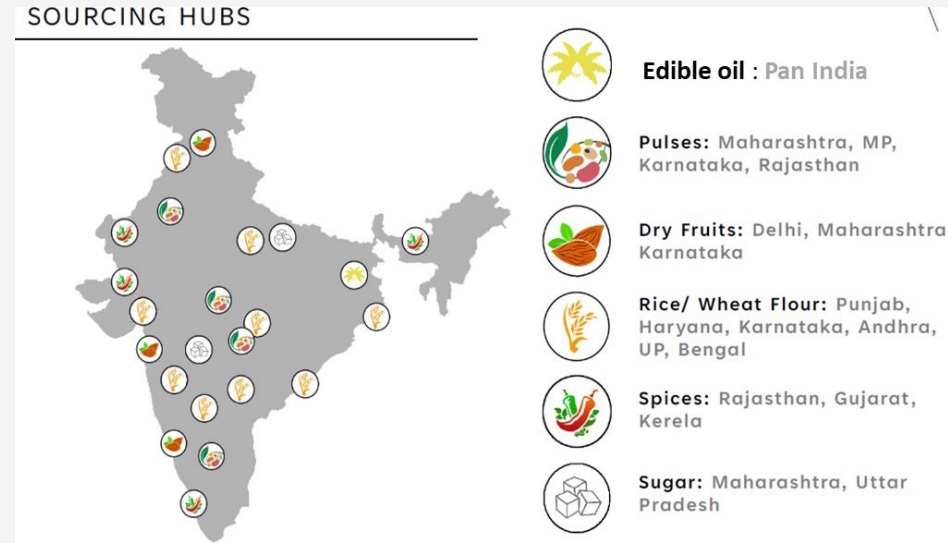 SOURCING HUBS
Edible oil : Pan India
Pulses: Maharashtra, MP,
Karnataka, Rajasthan
Dry Fruits: Delhi, Maharashtra
Karnataka
Rice/ Wheat Flour: Punjab,
Haryana, Karnataka, Andhra,
UP, Bengal
Spices: Rajasthan, Gujarat,
Kerela
Sugar: Maharashtra, Uttar
Pradesh